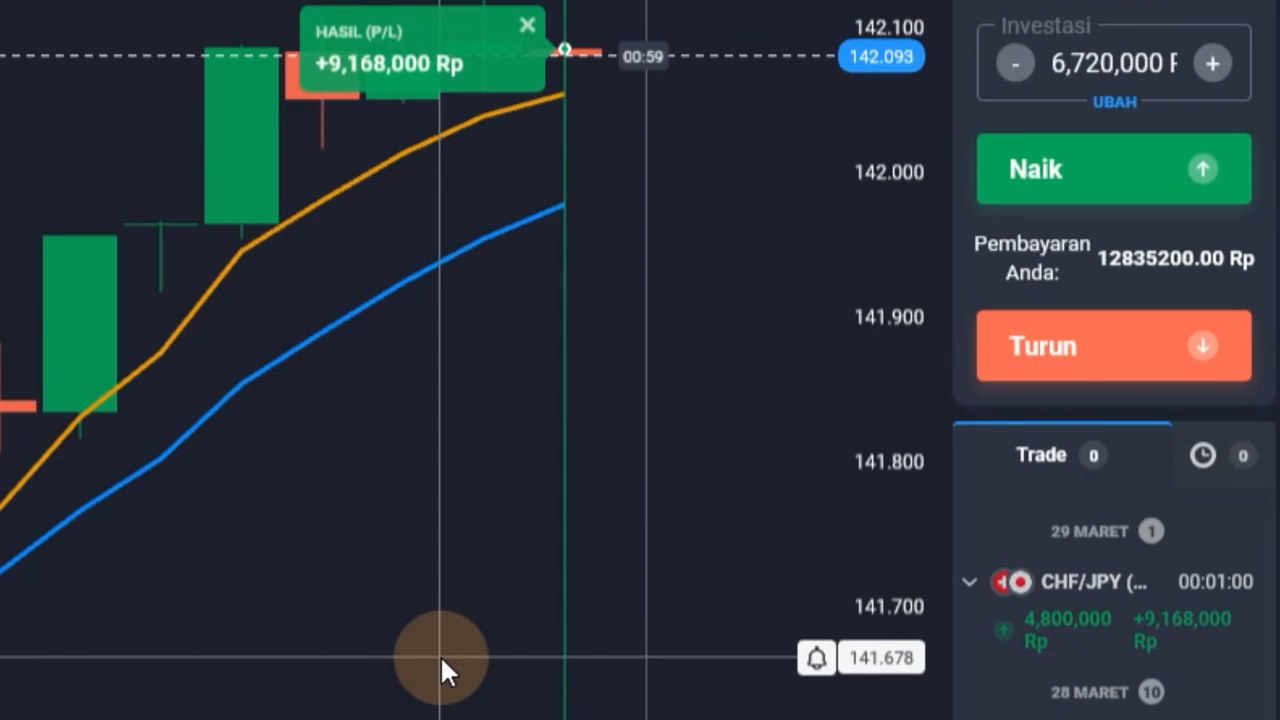 HASIL (P/L)
+9,168,000 Rp
00:59
142.100
142.093
142.000
141.900
141.800
141.700
141.678
Investasi
- 6,720,000 +
UBAH
Naik
Pembayaran
Anda:
12835200.00 Rp
Turun
Trade 0
0
29 MARET 1
CHF/JPY (... 00:01:00
4,800,000
Rp
+9,168,000
Rp
28 MARET 10